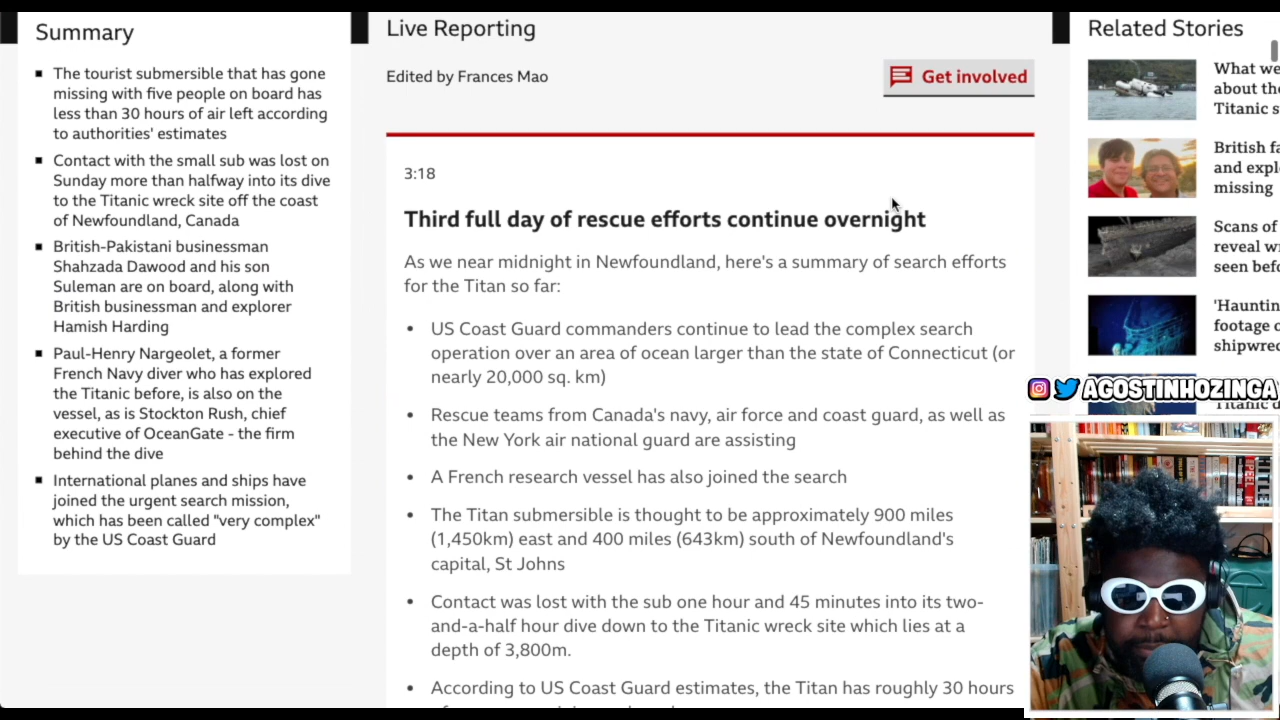 Summary
The tourist submersible that has gone
missing with five people on board has
less than 30 hours of air left according
to authorities' estimates
Contact with the small sub was lost on
Sunday more than halfway into its dive
to the Titanic wreck site off the coast
of Newfoundland, Canada
British-Pakistani businessman
Shahzada Dawood and his son
Suleman are on board, along with
British businessman and explorer
Hamish Harding
Paul-Henry Nargeolet, a former
French Navy diver who has explored
the Titanic before, is also on the
vessel, as is Stockton Rush, chief
executive of OceanGate - the firm
behind the dive
International planes and ships have
joined the urgent search mission,
which has been called "very complex"
by the US Coast Guard
Live Reporting
Edited by Frances Mao
Get involved
3:18
Third full day of rescue efforts continue overnight
As we near midnight in Newfoundland, here's a summary of search efforts
for the Titan so far:
US Coast Guard commanders continue to lead the complex search
operation over an area of ocean larger than the state of Connecticut (or
nearly 20,000 sq. km)
Rescue teams from Canada's navy, air force and coast guard, as well as
the New York air national guard are assisting
A French research vessel has also joined the search
The Titan submersible is thought to be approximately 900 miles
(1,450km) east and 400 miles (643km) south of Newfoundland's
capital, St Johns
Contact was lost with the sub one hour and 45 minutes into its two-
and-a-half hour dive down to the Titanic wreck site which lies at a
depth of 3,800m.
According to US Coast Guard estimates, the Titan has roughly 30 hours
Related Stories
What we
about the
Titanic s
British fa
and explo
missing
Scans of
reveal wr
seen befo
'Hauntin
footage o
shipwrec
Titanic d
AGOSTINHOZINGA